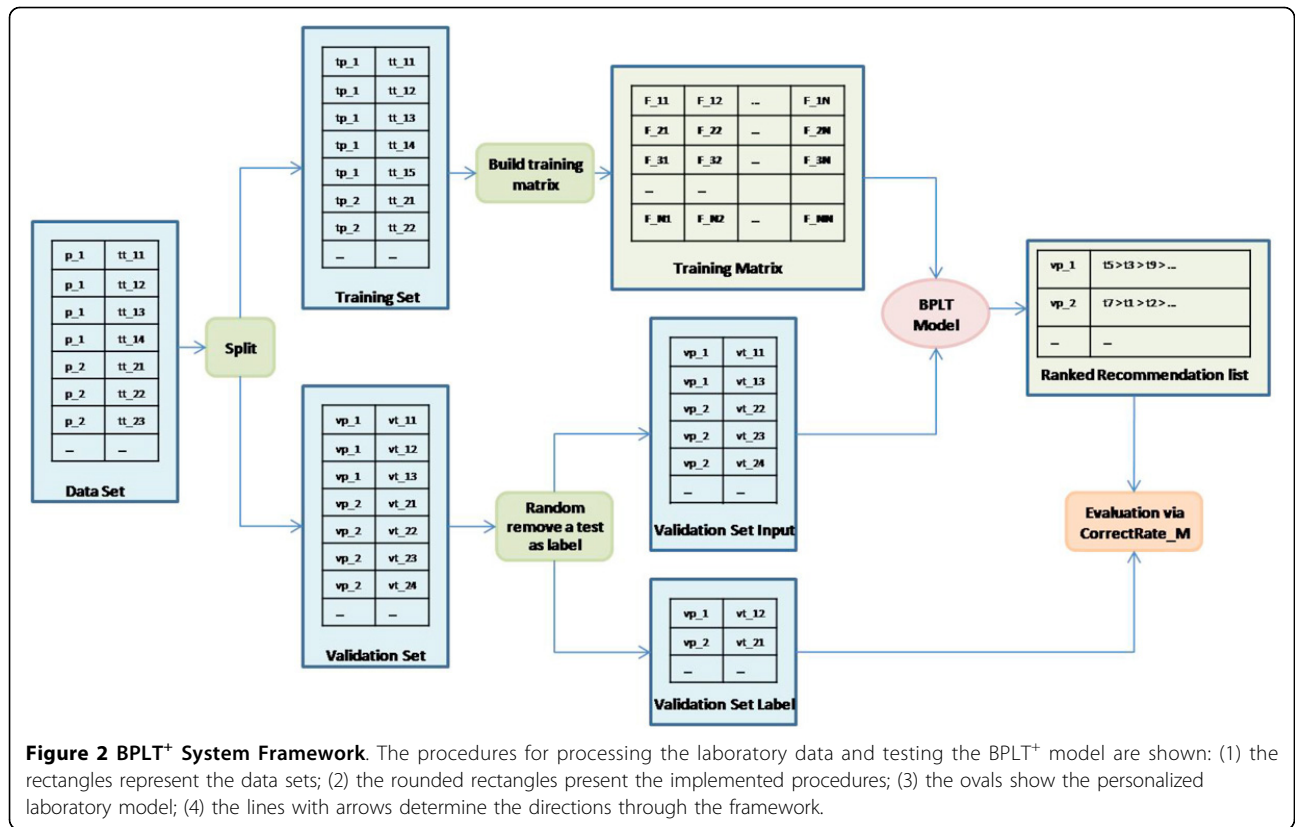 p_1 tt_11
p_1 tt_12
p_1 tt_13
p_1 tt_14
p_2 tt_21
p_2 tt_22
p_2 tt_23
... ...
Data Set
Split
tp_1 tt_11
tp_1 tt_12
tp_1 tt_13
tp_1 tt_14
tp_1 tt_15
tp_2 tt_21
tp_2 tt_22
... ...
Training Set
Build training
matrix
F_11 F_12 ... F_1N
F_21 F_22 ... F_2N
F_31 F_32 ... F_3N
... ...
F_N1 F_N2 ... F_NN
Training Matrix
vp_1 vt_11
vp_1 vt_12
vp_1 vt_13
vp_2 vt_21
vp_2 vt_22
vp_2 vt_23
vp_2 vt_24
... ...
Validation Set
Random
remove a test
as label
vp_1 vt_11
vp_1 vt_13
vp_2 vt_22
vp_2 vt_23
vp_2 vt_24
... ...
Validation Set Input
vp_1 vt_12
vp_2 vt_21
... ...
Validation Set Label
BPLT
Model
vp_1 t5>t3>t9>...
vp_2 t7>t1>t2>...
... ...
Ranked Recommendation list
Evaluation via
CorrectRate_M
Figure 2 BPLT+ System Framework. The procedures for processing the laboratory data and testing the BPLT+ model are shown: (1) the
rectangles represent the data sets; (2) the rounded rectangles present the implemented procedures; (3) the ovals show the personalized
laboratory model; (4) the lines with arrows determine the directions through the framework.